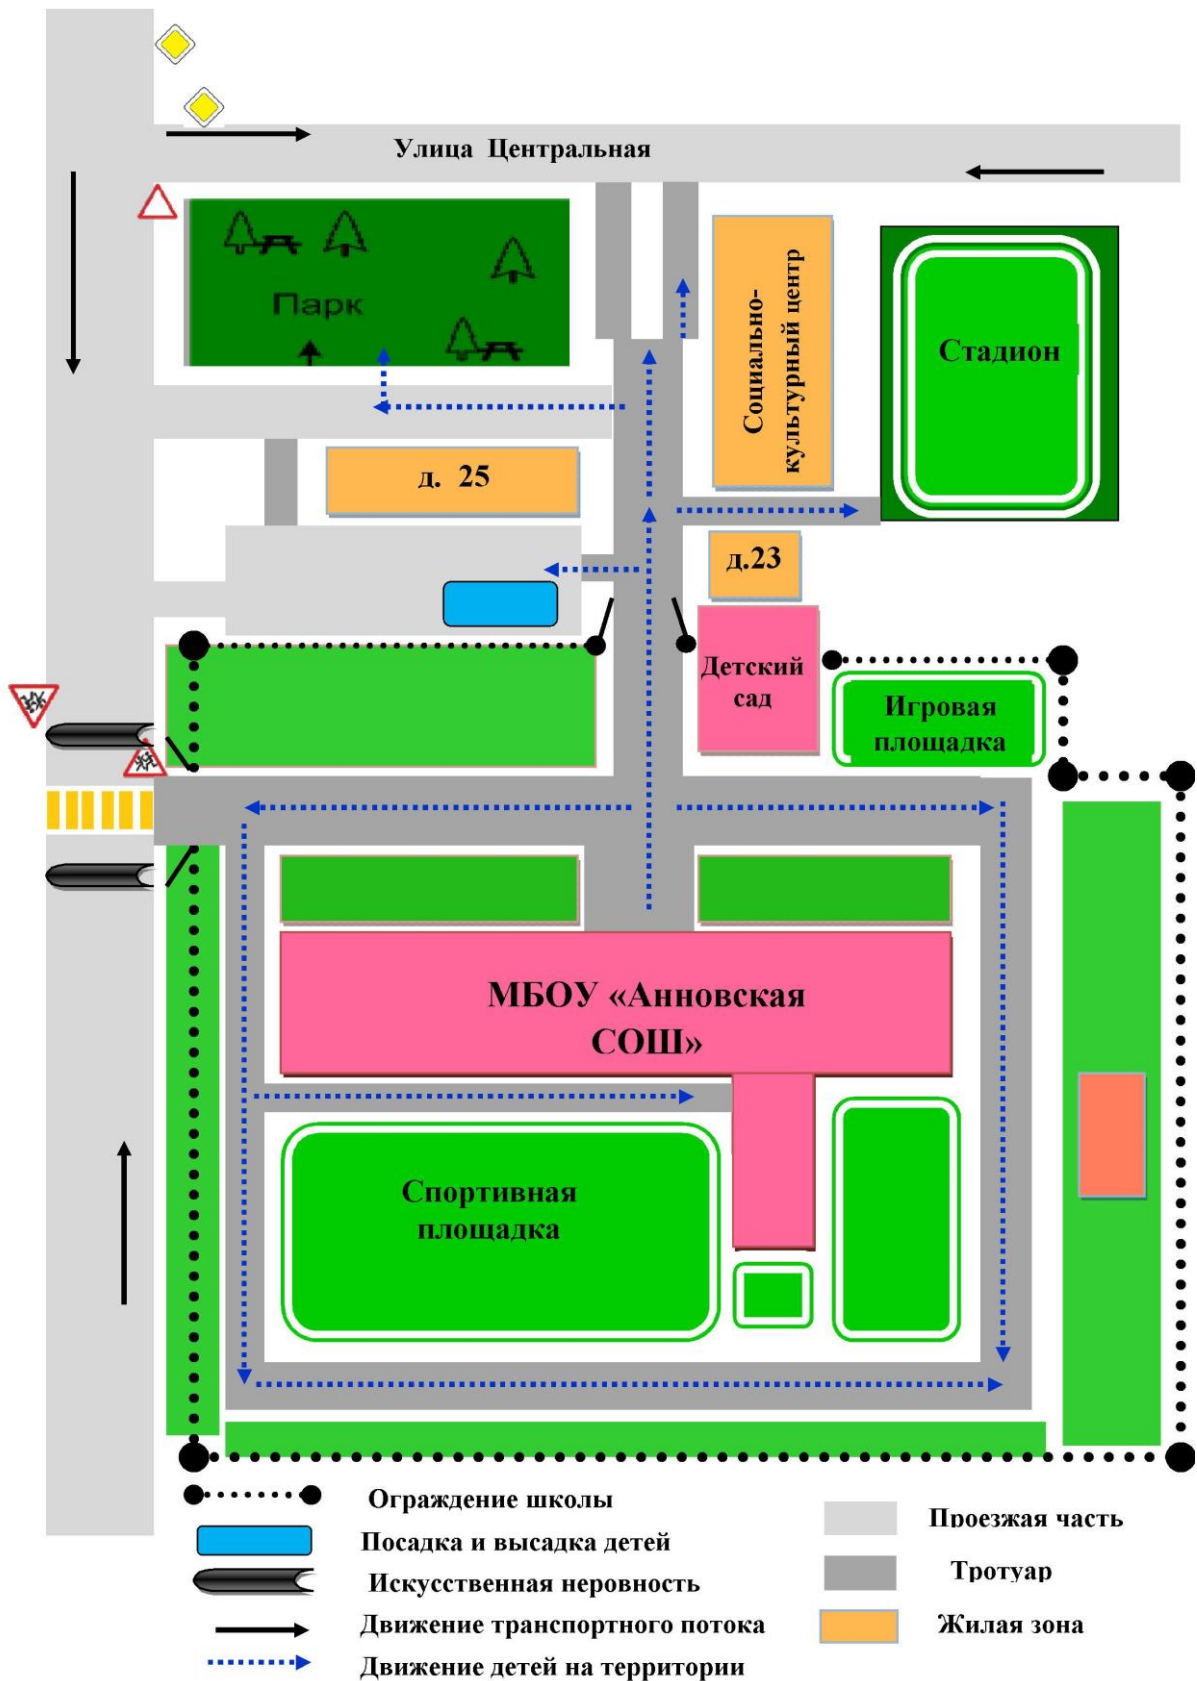 Улица Центральная
Парк
Социально-
культурный центр
Стадион
д. 25
д.23
Детский
сад
Игровая
площадка
МБОУ «Анновская
СОШ»
Спортивная
площадка
Ограждение школы
Посадка и высадка детей
Искусственная неровность
Движение транспортного потока
Движение детей на территории
Проезжая часть
Тротуар
Жилая зона